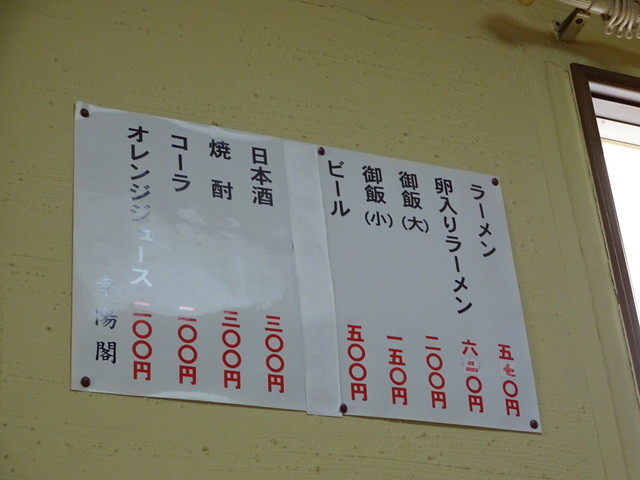 ラーメン 五七〇円
卵入りラーメン 六二〇円
御飯(大) 二〇〇円
御飯(小) 一五〇円
ビール 五〇〇円
日本酒 三〇〇円
焼酎 三〇〇円
コーラ 二〇〇円
オレンジジュース 二〇〇円
幸陽閣